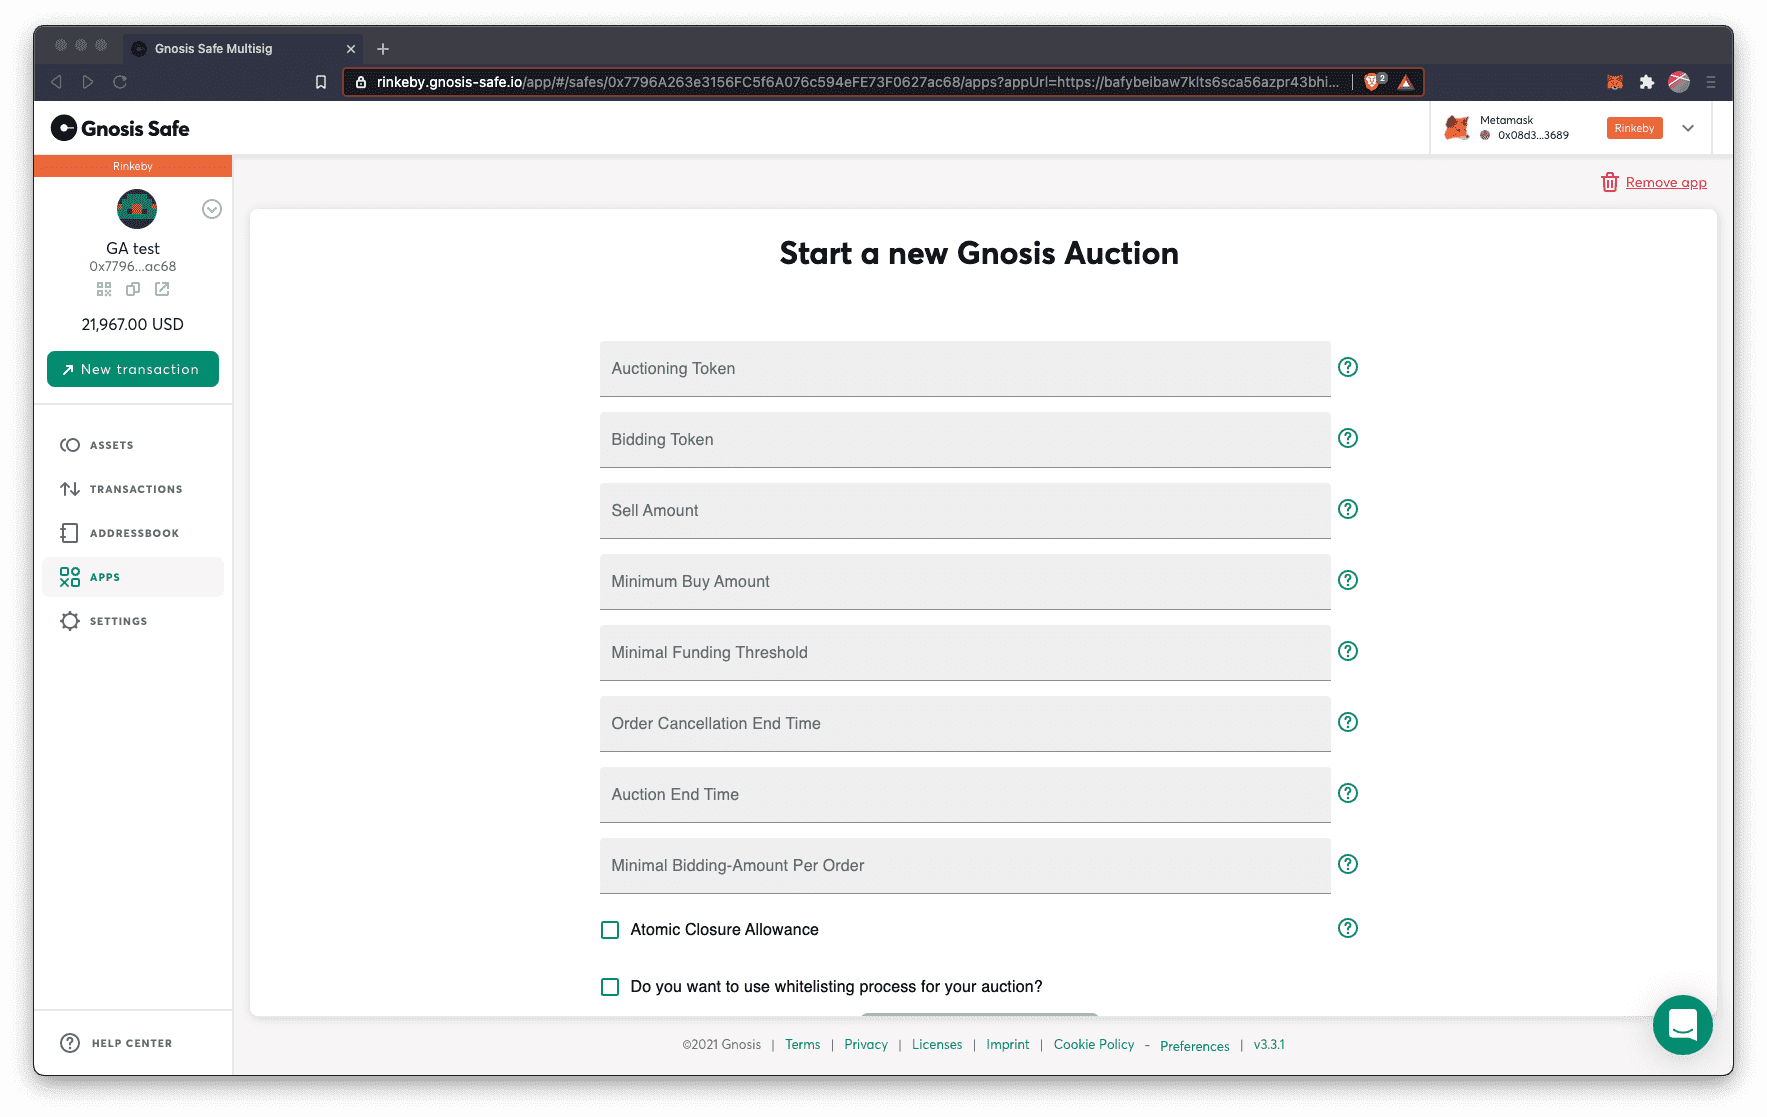 Gnosis Safe Multisig
rinkeby.gnosis-safe.io/app/#/safes/0x7796A263e3156FC5f6A076c594eFE73F0627ac68/apps?appUrl=https://bafybeibaw7klts6sca56azpr43bhi...
2
Gnosis Safe
Metamask
0x08d3...3689
Rinkeby
Rinkeby
Remove app
GA test
0x7796...ac68
21,967.00 USD
New transaction
ASSETS
TRANSACTIONS
ADDRESSBOOK
APPS
SETTINGS
HELP CENTER
Start a new Gnosis Auction
Auctioning Token
Bidding Token
Sell Amount
Minimum Buy Amount
Minimal Funding Threshold
Order Cancellation End Time
Auction End Time
Minimal Bidding-Amount Per Order
Atomic Closure Allowance
Do you want to use whitelisting process for your auction?
©2021 Gnosis | Terms | Privacy | Licenses | Imprint | Cookie Policy - Preferences | v3.3.1